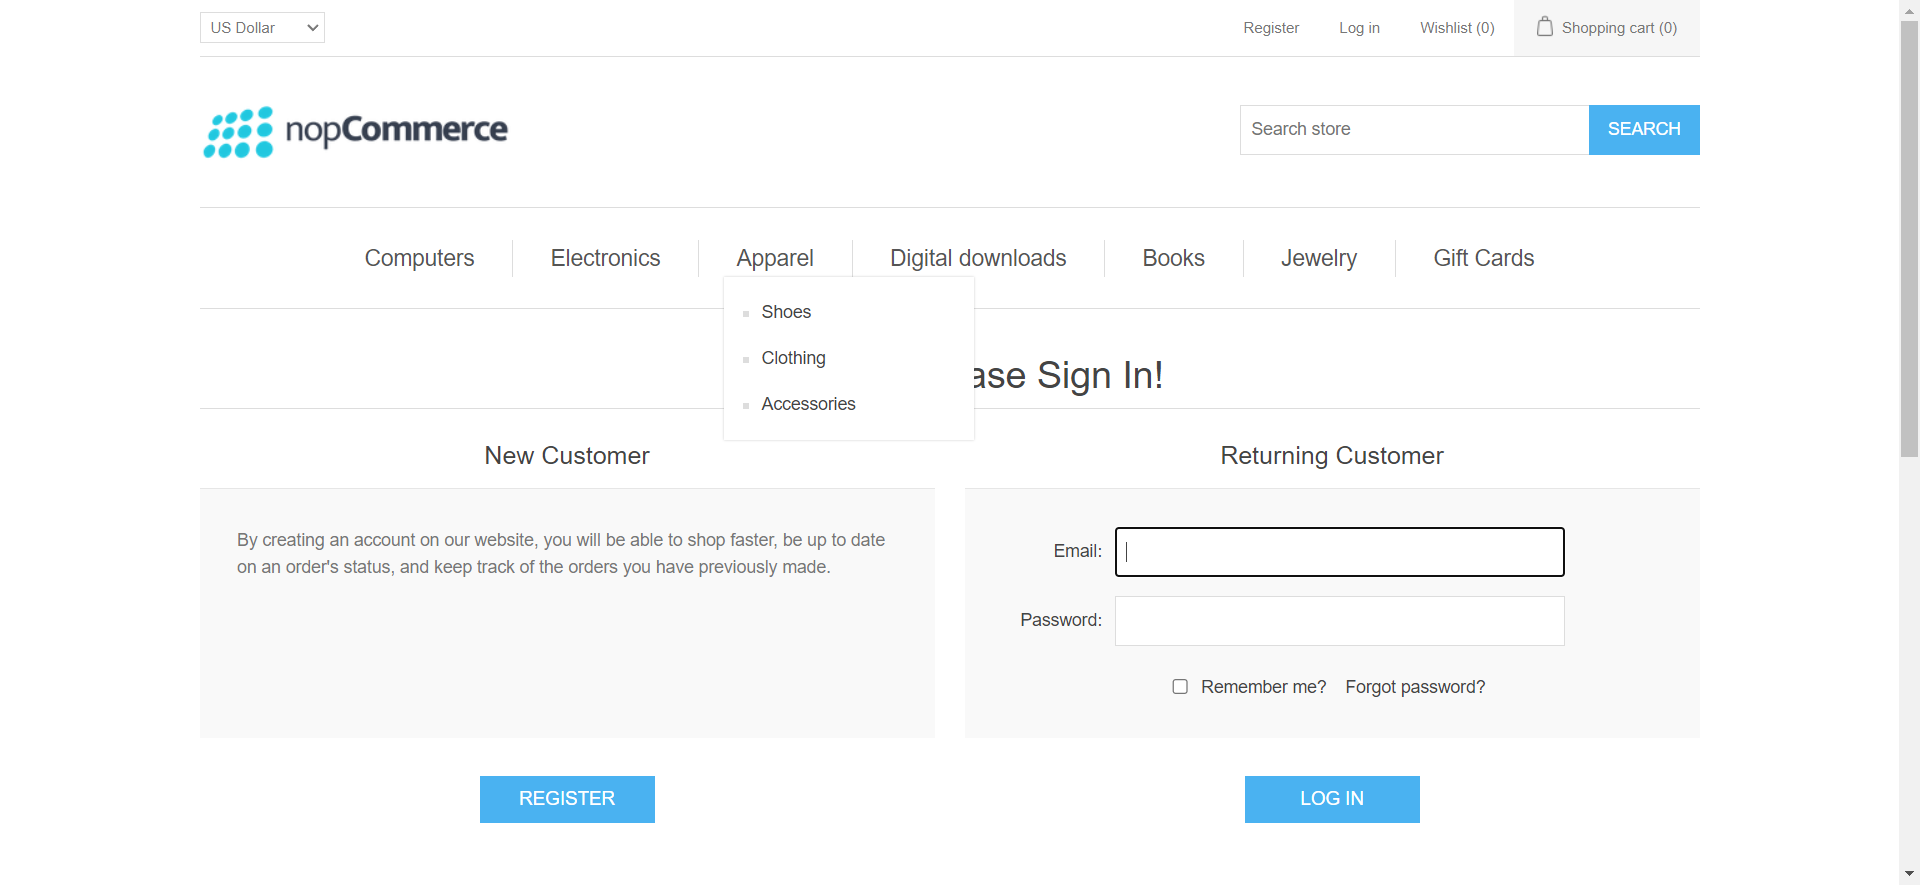 US Dollar
Register
Log in
Wishlist (0)
Shopping cart (0)
nopCommerce
Search store
SEARCH
Computers
Electronics
Apparel
Digital downloads
Books
Jewelry
Gift Cards
Shoes
Clothing
Accessories
ase Sign In!
New Customer
By creating an account on our website, you will be able to shop faster, be up to date
on an order's status, and keep track of the orders you have previously made.
REGISTER
Returning Customer
Email:
Password:
Remember me?
Forgot password?
LOG IN